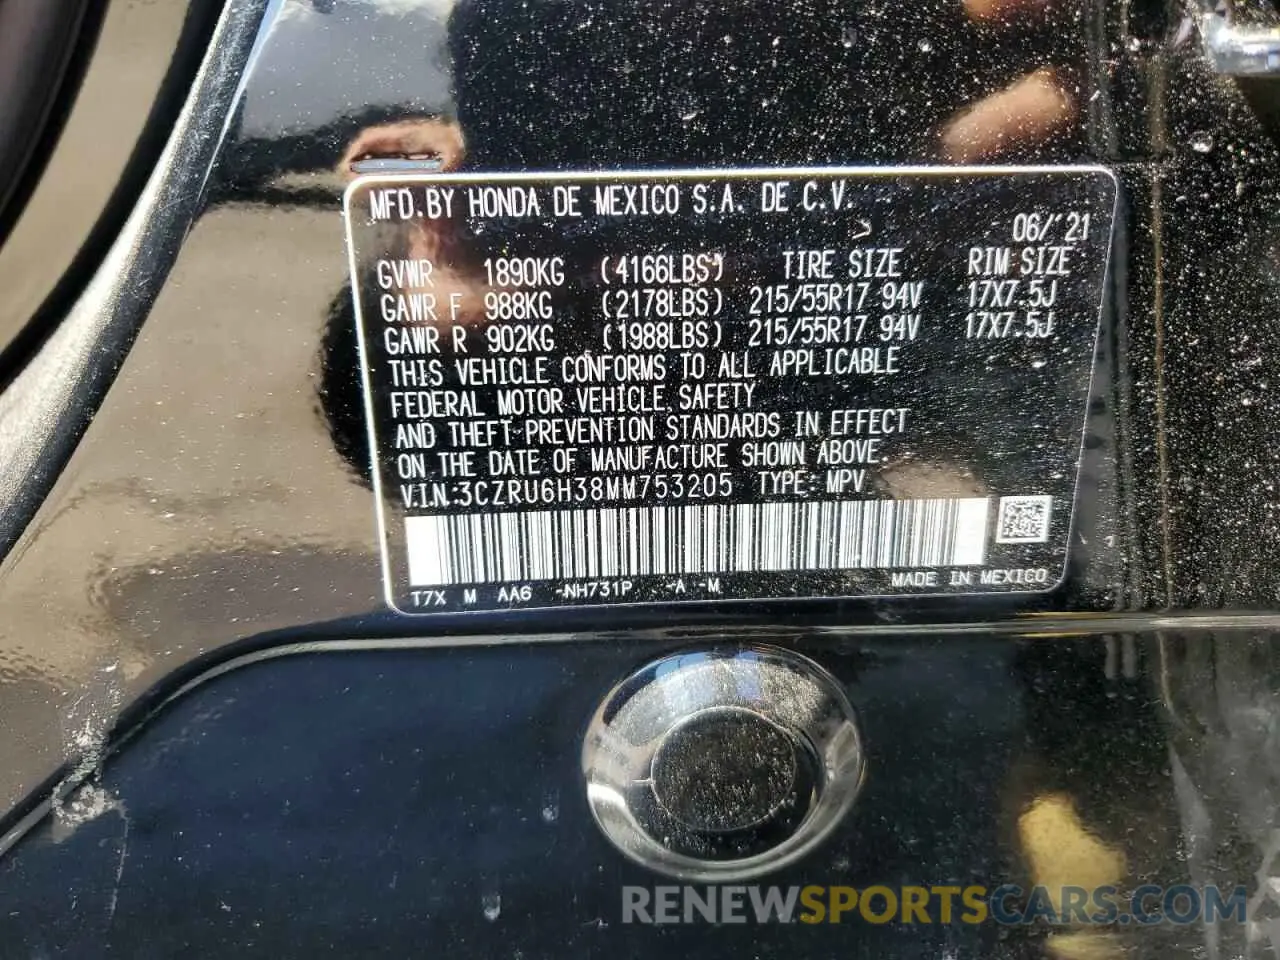 MFD. BY HONDA DE MEXICO S.A. DE C.V.
06/'21
GVWR 1890KG (4166LBS) TIRE SIZE RIM SIZE
GAWR F 988KG (2178LBS) 215/55R17 94V 17X7.5J
GAWR R 902KG (1988LBS) 215/55R17 94V 17X7.5J
THIS VEHICLE CONFORMS TO ALL APPLICABLE
FEDERAL MOTOR VEHICLE SAFETY
AND THEFT PREVENTION STANDARDS IN EFFECT
ON THE DATE OF MANUFACTURE SHOWN ABOVE.
V.I.N:3CZRU6H38MM753205 TYPE: MPV
T7X M AA6 -NH731P -A -M MADE IN MEXICO
RENEWSPORTSCARS.COM